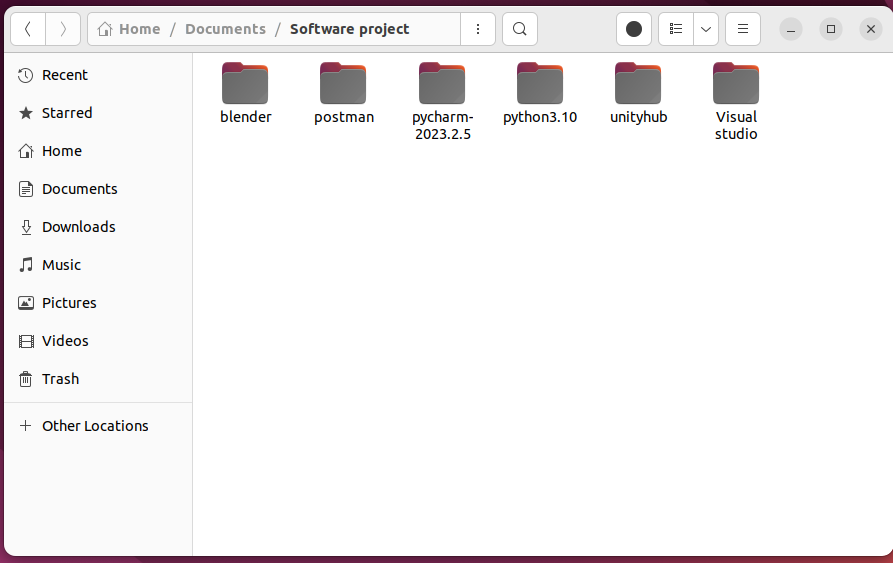 Home / Documents / Software project
Recent
Starred
Home
Documents
Downloads
Music
Pictures
Videos
Trash
Other Locations
blender
postman
pycharm-
2023.2.5
python3.10
unityhub
Visual
studio